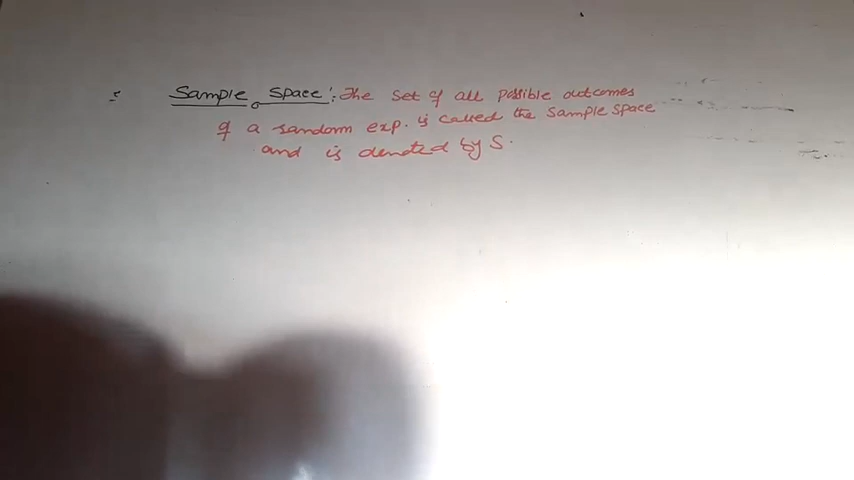 Sample Space : The set of all possible outcomes
of a random exp. is called the sample space
and is denoted by S.